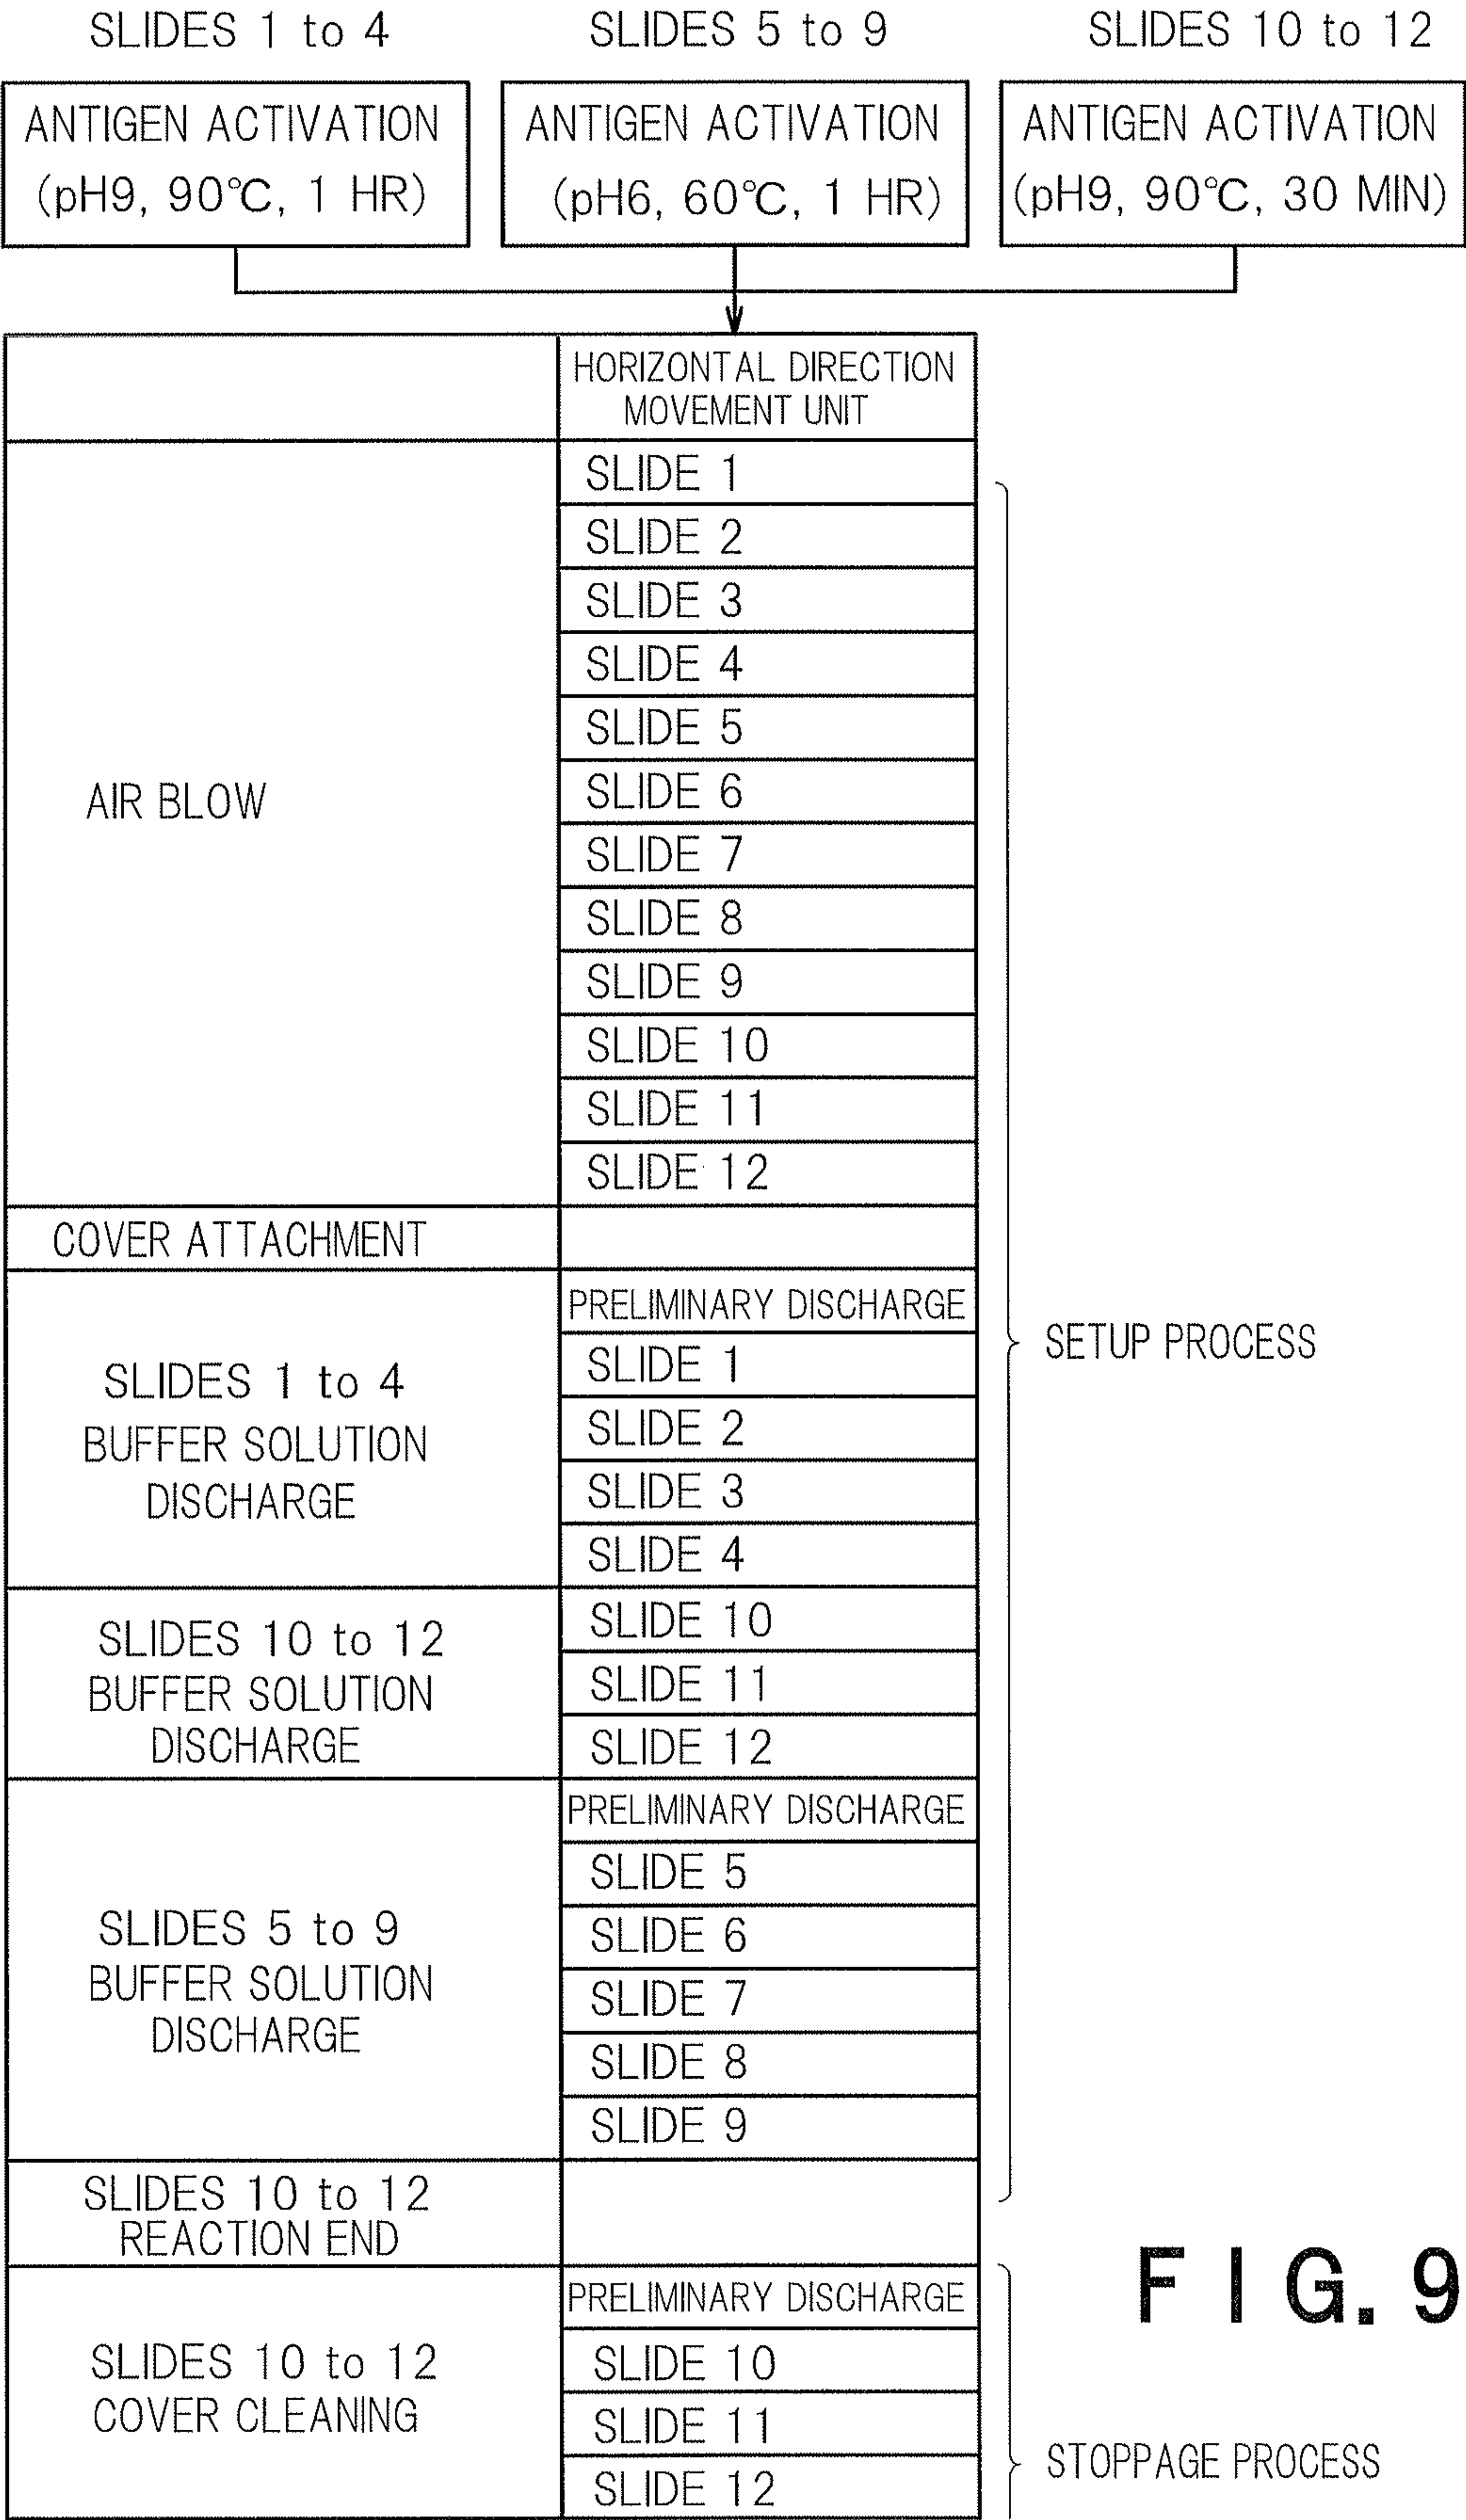 SLIDES 1 to 4
SLIDES 5 to 9
SLIDES 10 to 12
ANTIGEN ACTIVATION
(pH9, 90℃, 1 HR)
ANTIGEN ACTIVATION
(pH6, 60℃, 1 HR)
ANTIGEN ACTIVATION
(pH9, 90℃, 30 MIN)
HORIZONTAL DIRECTION
MOVEMENT UNIT
AIR BLOW
SLIDE 1
SLIDE 2
SLIDE 3
SLIDE 4
SLIDE 5
SLIDE 6
SLIDE 7
SLIDE 8
SLIDE 9
SLIDE 10
SLIDE 11
SLIDE 12
COVER ATTACHMENT
SLIDES 1 to 4
BUFFER SOLUTION
DISCHARGE
PRELIMINARY DISCHARGE
SLIDE 1
SLIDE 2
SLIDE 3
SLIDE 4
SLIDES 10 to 12
BUFFER SOLUTION
DISCHARGE
SLIDE 10
SLIDE 11
SLIDE 12
SLIDES 5 to 9
BUFFER SOLUTION
DISCHARGE
PRELIMINARY DISCHARGE
SLIDE 5
SLIDE 6
SLIDE 7
SLIDE 8
SLIDE 9
SLIDES 10 to 12
REACTION END
SETUP PROCESS
SLIDES 10 to 12
COVER CLEANING
PRELIMINARY DISCHARGE
SLIDE 10
SLIDE 11
SLIDE 12
STOPPAGE PROCESS
FIG. 9